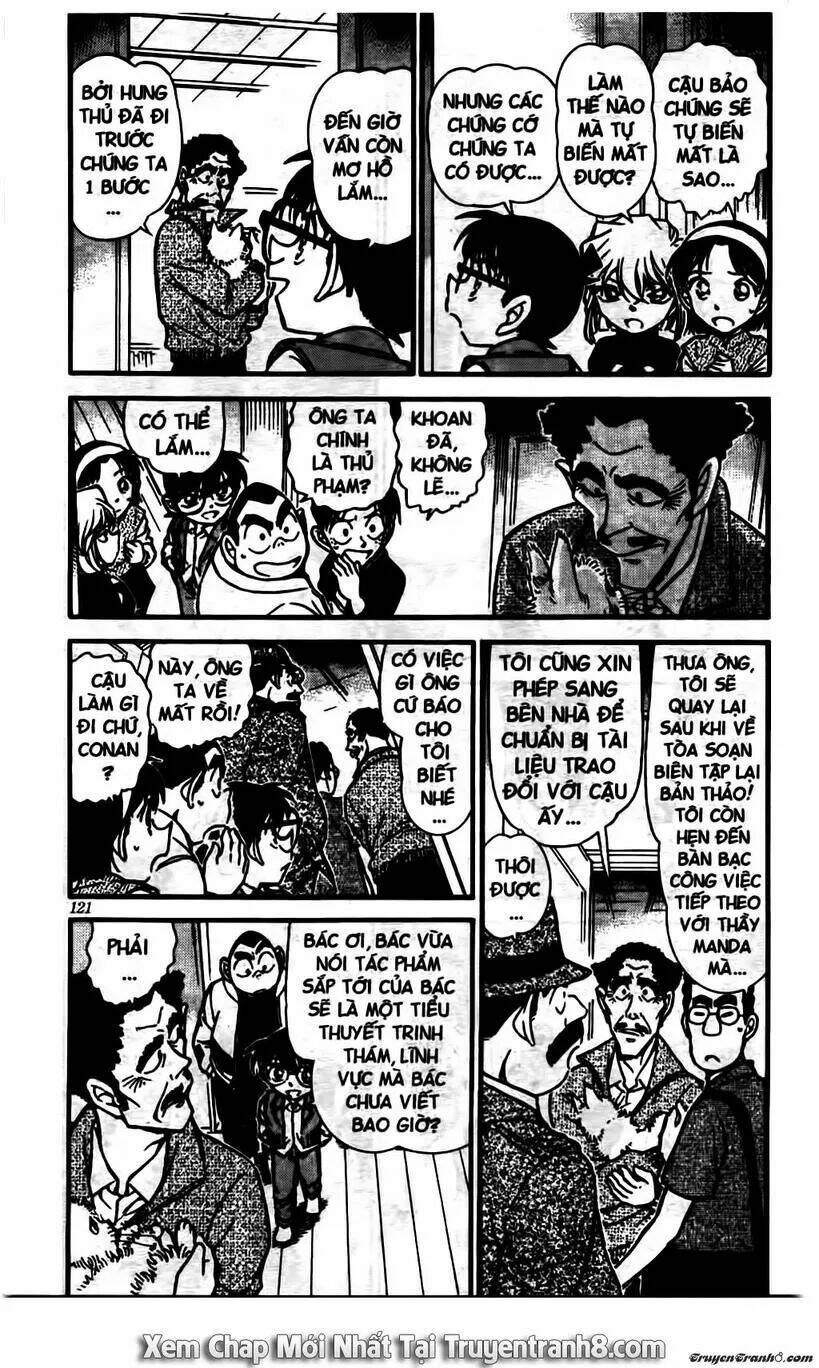 CẬU BẢO
CHÚNG SẼ
TỰ BIẾN
MẤT LÀ
SAO...
LÀM
THẾ NÀO
MÀ TỰ
BIẾN MẤT
ĐƯỢC?
NHƯNG CÁC
CHỨNG CỚ
CHÚNG TA
CÓ ĐƯỢC...
ĐẾN GIỜ
VẪN CÒN
MƠ HỒ
LẮM...
BỞI HUNG
THỦ ĐÃ ĐI
TRƯỚC
CHÚNG TA
1 BƯỚC
...
KHOAN
ĐÃ,
KHÔNG
LẼ...
ÔNG TA
CHÍNH
LÀ THỦ
PHẠM?
CÓ THỂ
LẮM...
THƯA ÔNG,
TÔI SẼ
QUAY LẠI
SAU KHI VỀ
TÒA SOẠN
BIÊN TẬP LẠI
BẢN THẢO!
TÔI CÒN
HẸN ĐẾN
BÀN BẠC
CÔNG VIỆC
TIẾP THEO
VỚI THẦY
MANDA
MÀ...
TÔI CŨNG XIN
PHÉP SANG
BÊN NHÀ ĐỂ
CHUẨN BỊ TÀI
LIỆU TRAO
ĐỔI VỚI CẬU
ẤY...
THÔI
ĐƯỢC
...
CÓ VIỆC
GÌ ÔNG
CỨ BÁO
CHO
TÔI
BIẾT
NHÉ
...
NÀY, ÔNG
TA VỀ
MẤT RỒI!
CẬU
LÀM GÌ
ĐI CHỨ,
CONAN
?
121
BÁC ƠI, BÁC VỪA
NÓI TÁC PHẨM
SẮP TỚI CỦA BÁC
SẼ LÀ MỘT TIỂU
THUYẾT TRINH
THÁM, LĨNH
VỰC MÀ BÁC
CHƯA VIẾT
BAO GIỜ?
PHẢI
...
Xem Chap Mới Nhất Tại Truyentranh8.com
TruyenTranh8.com